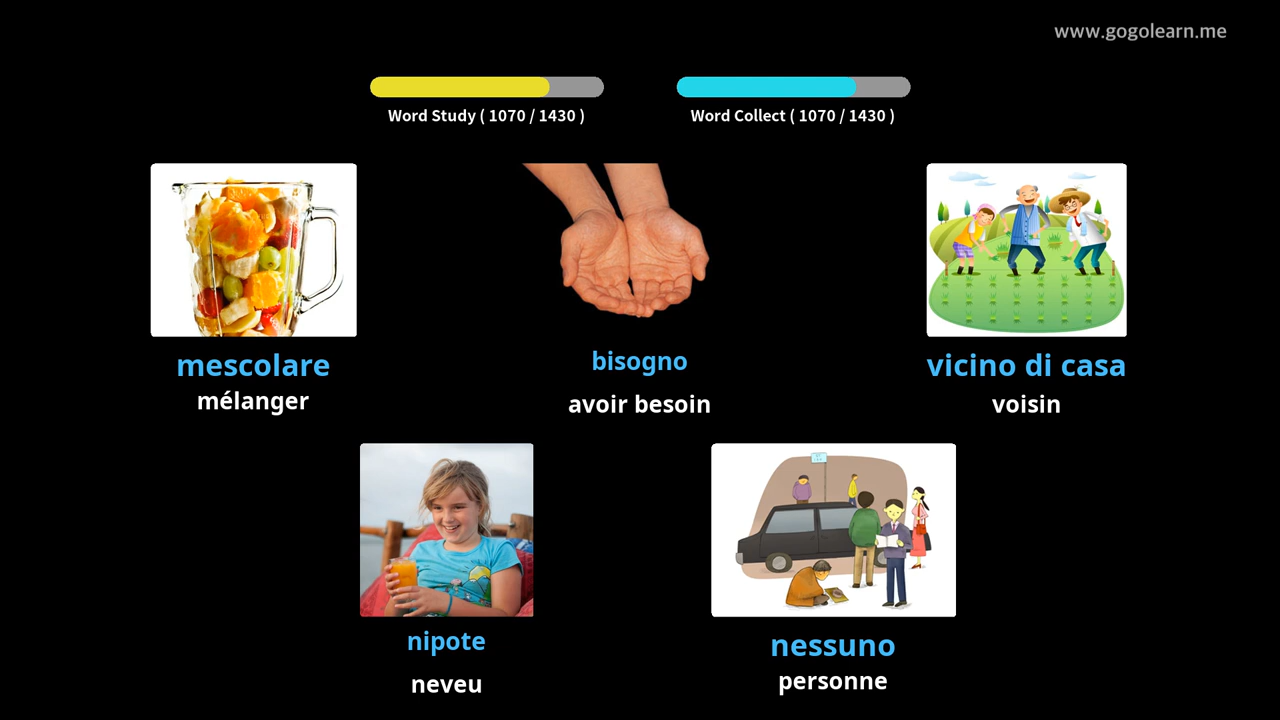 www.gogolearn.me
Word Study ( 1070 / 1430 )
Word Collect ( 1070 / 1430 )
mescolare
mélanger
bisogno
avoir besoin
vicino di casa
voisin
nipote
neveu
nessuno
personne